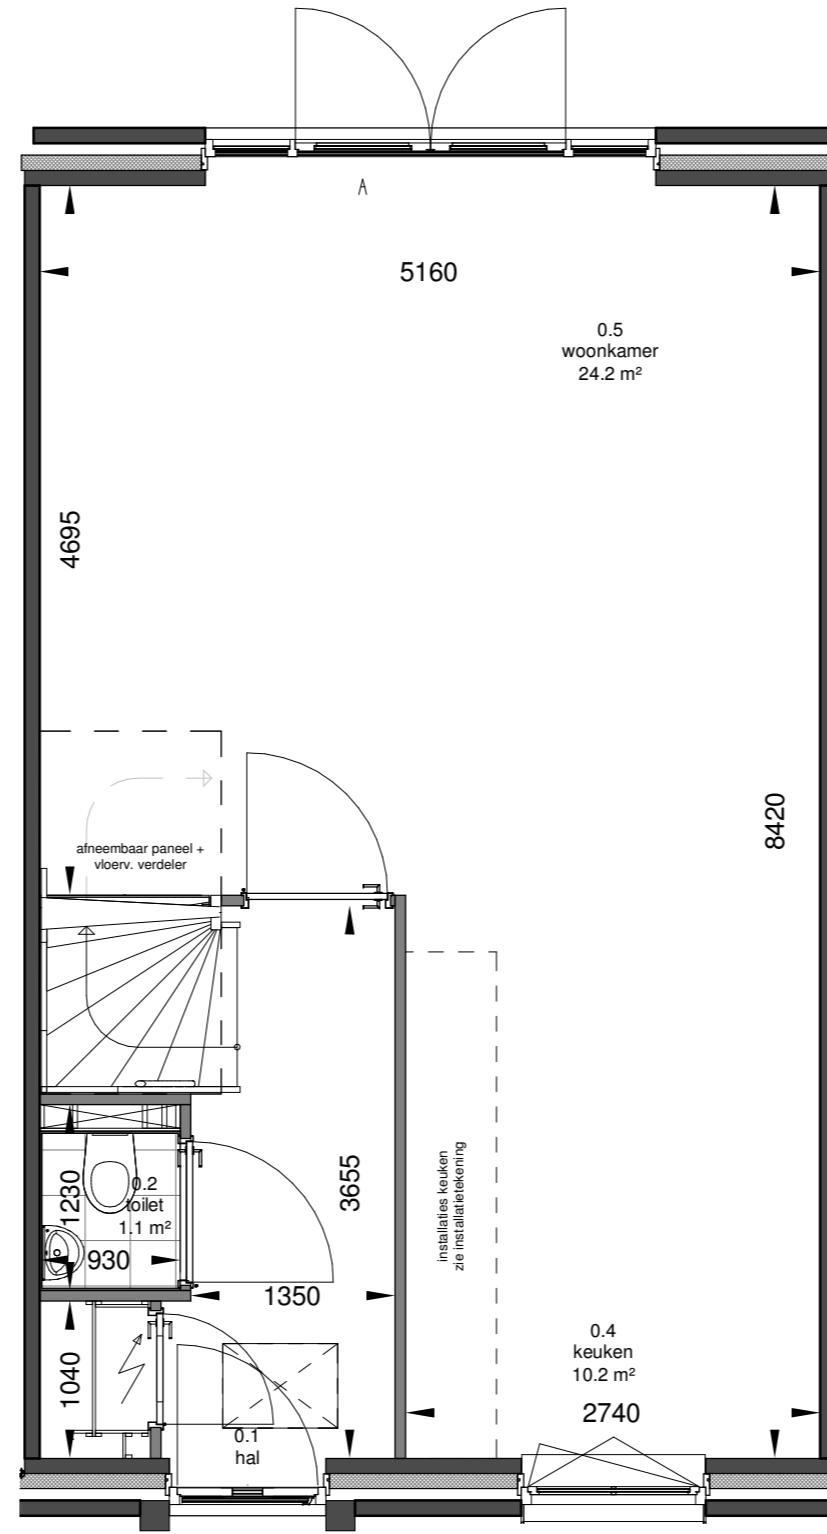 A
5160
0.5
woonkamer
24.2 m²
4695
8420
afneembaar paneel +
vloerv. verdeler
3655
installaties keuken
zie installatietekening
1230
0.2
toilet
1.1 m²
930
1350
1040
0.4
keuken
10.2 m²
2740
0.1
hal